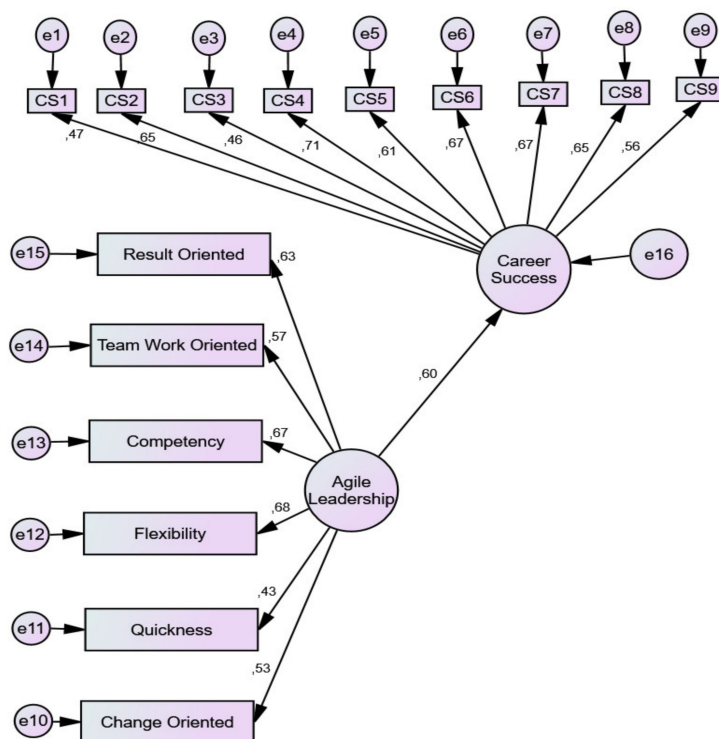 e1 e2 e3 e4 e5 e6 e7 e8 e9
CS1 CS2 CS3 CS4 CS5 CS6 CS7 CS8 CS9
,47 ,65 ,46 ,71 ,61 ,67 ,67 ,65 ,56
e15 Result Oriented ,63
Career
Success
e16
e14 Team Work Oriented ,57
,60
e13 Competency ,67
Agile
Leadership
e12 Flexibility ,68
e11 Quickness ,43
e10 Change Oriented ,53